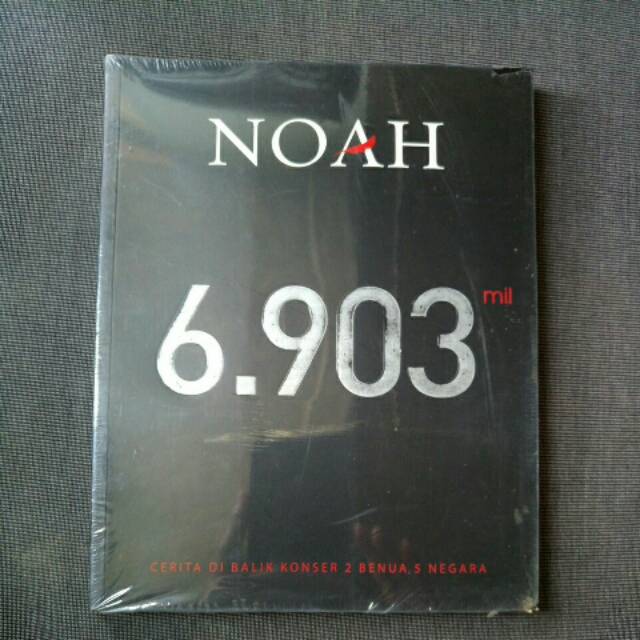 NOAH
6.903 mil
CERITA DI BALIK KONSER 2 BENUA, 5 NEGARA